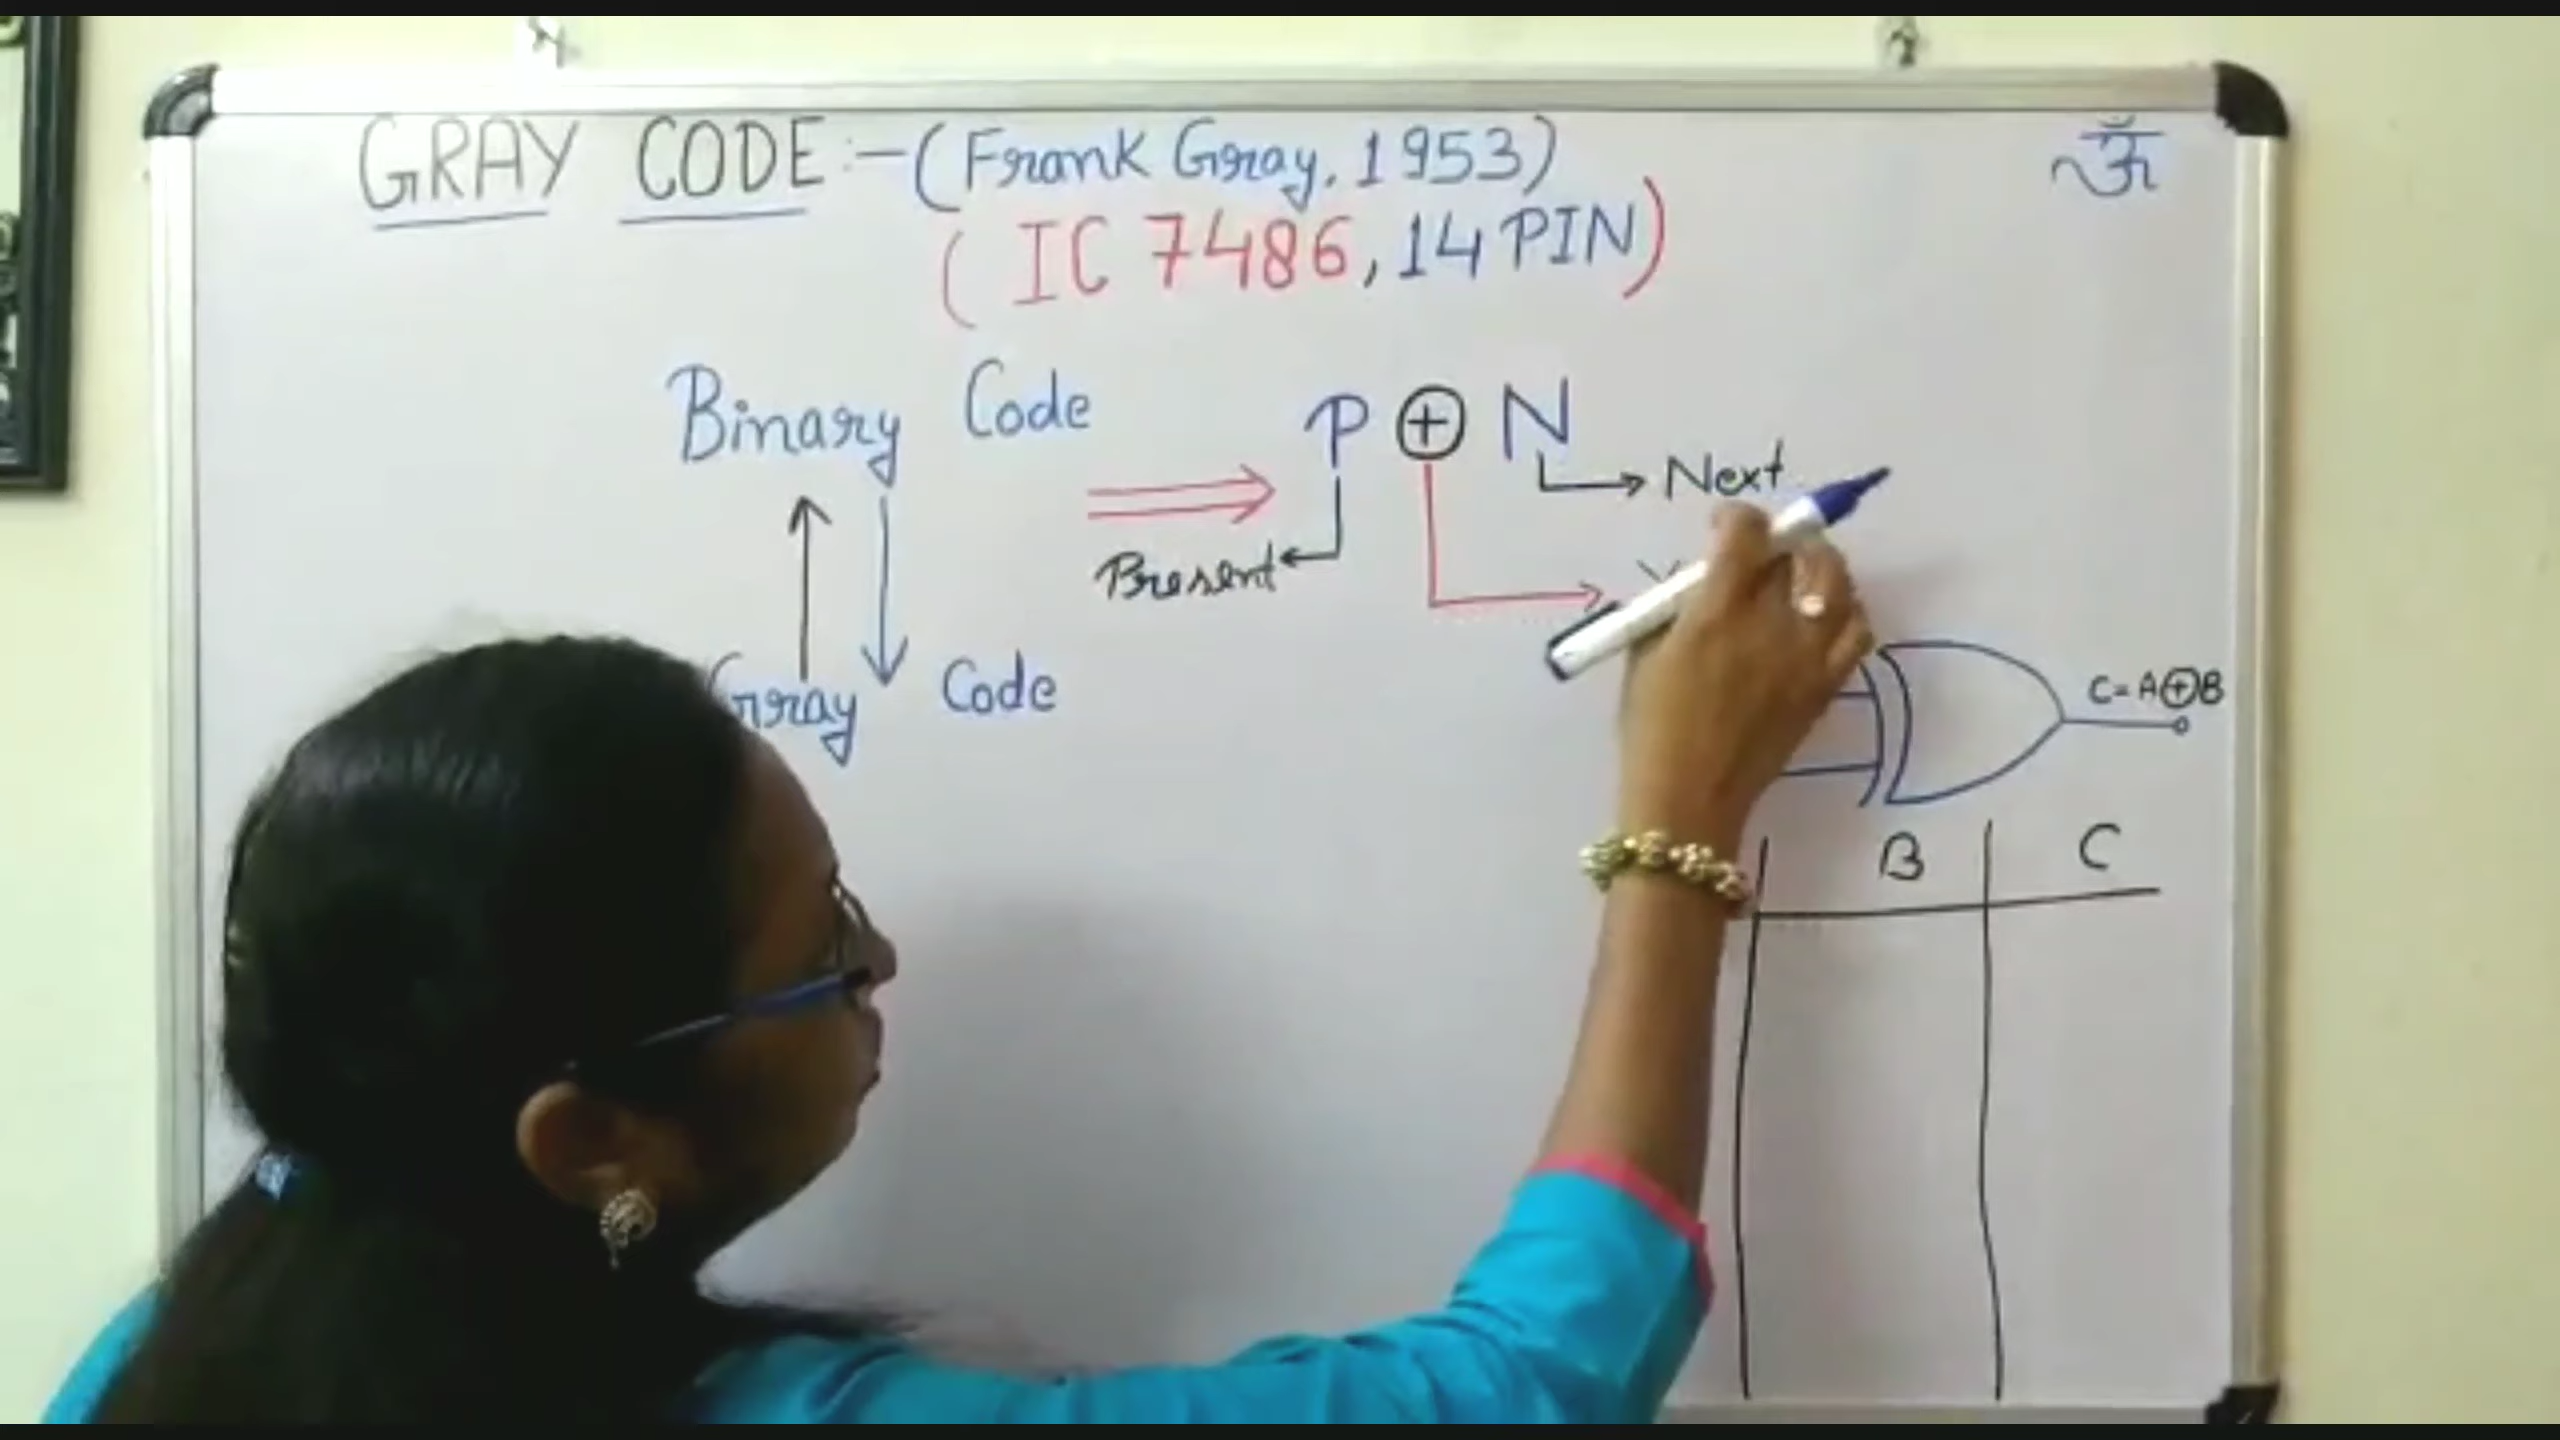 GRAY CODE :- (Frank Gray, 1953)
ॐ
( IC 7486, 14 PIN)
Binary Code
P ⊕ N
Next
Present
Gray Code
C=A⊕B
B C